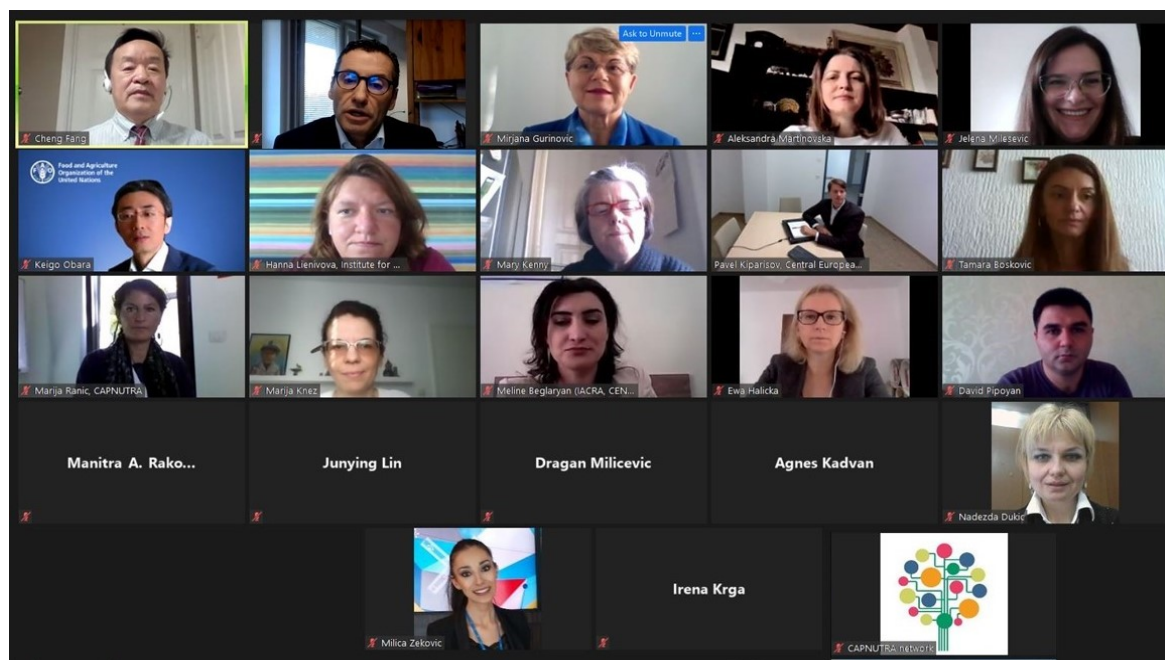 Ask to Unmute
Cheng Fang
Mirjana Gurinovic
Aleksandra Martinovska
Jelena Milesevic
Food and Agriculture
Organization of the
United Nations
Keigo Obara
Hanna Lienivova, Institute for ...
Mary Kenny
Pavel Kiparisov, Central Europea...
Tamara Boskovic
Marija Ranic, CAPNUTRA
Marija Knez
Meline Beglaryan (IACRA, CEN...
Ewa Halicka
David Pipoyan
Manitra A. Rako...
Junying Lin
Dragan Milicevic
Agnes Kadvan
Nadezda Dukic
Milica Zekovic
Irena Krga
CAPNUTRA network